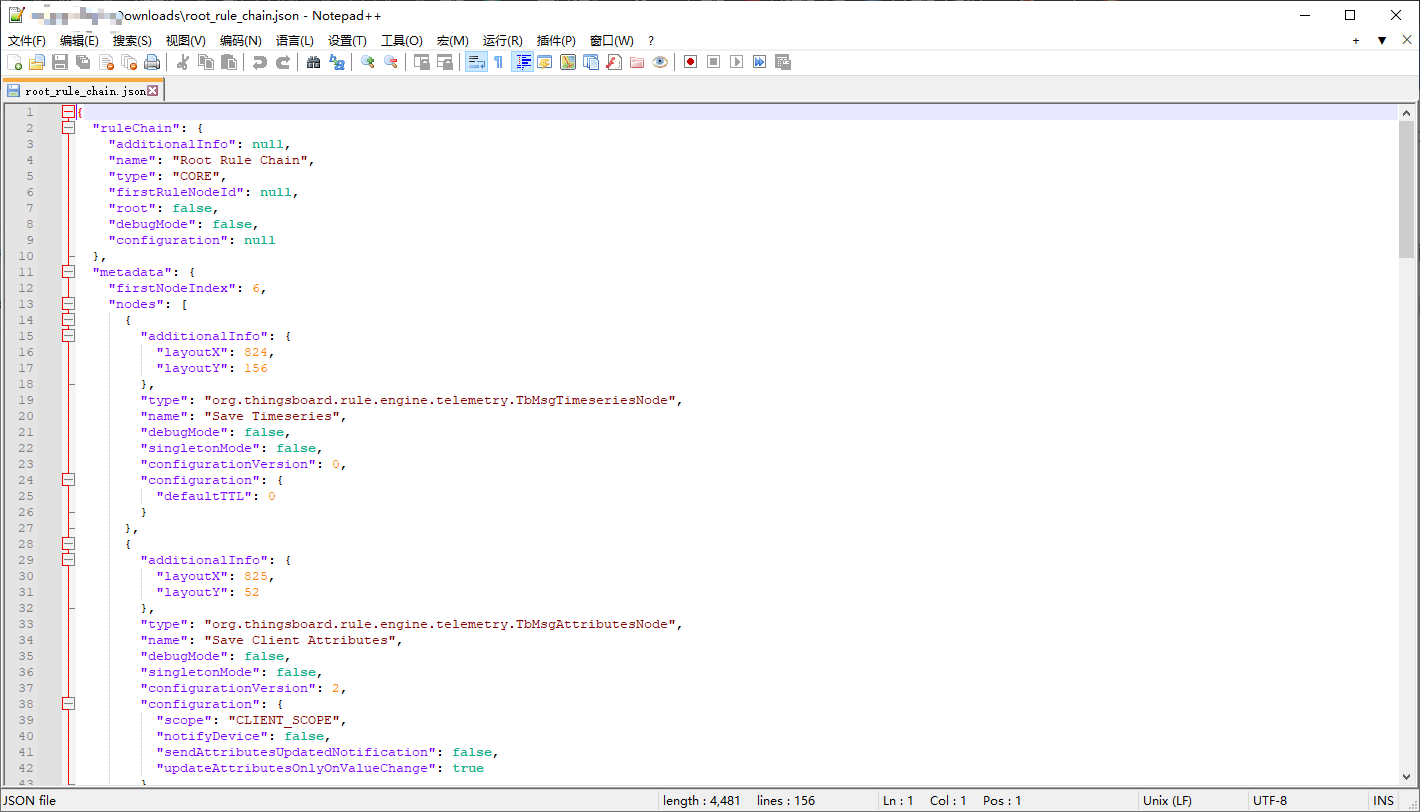 Downloads\root_rule_chain.json - Notepad++
文件(F) 编辑(E) 搜索(S) 视图(V) 编码(N) 语言(L) 设置(T) 工具(O) 宏(M) 运行(R) 插件(P) 窗口(W) ?
root_rule_chain.json
1 {
2 "ruleChain": {
3 "additionalInfo": null,
4 "name": "Root Rule Chain",
5 "type": "CORE",
6 "firstRuleNodeId": null,
7 "root": false,
8 "debugMode": false,
9 "configuration": null
10 },
11 "metadata": {
12 "firstNodeIndex": 6,
13 "nodes": [
14 {
15 "additionalInfo": {
16 "layoutX": 824,
17 "layoutY": 156
18 },
19 "type": "org.thingsboard.rule.engine.telemetry.TbMsgTimeseriesNode",
20 "name": "Save Timeseries",
21 "debugMode": false,
22 "singletonMode": false,
23 "configurationVersion": 0,
24 "configuration": {
25 "defaultTTL": 0
26 }
27 },
28 {
29 "additionalInfo": {
30 "layoutX": 825,
31 "layoutY": 52
32 },
33 "type": "org.thingsboard.rule.engine.telemetry.TbMsgAttributesNode",
34 "name": "Save Client Attributes",
35 "debugMode": false,
36 "singletonMode": false,
37 "configurationVersion": 2,
38 "configuration": {
39 "scope": "CLIENT_SCOPE",
40 "notifyDevice": false,
41 "sendAttributesUpdatedNotification": false,
42 "updateAttributesOnlyOnValueChange": true
43 }
JSON file length : 4,481 lines : 156 Ln : 1 Col : 1 Pos : 1 Unix (LF) UTF-8 INS